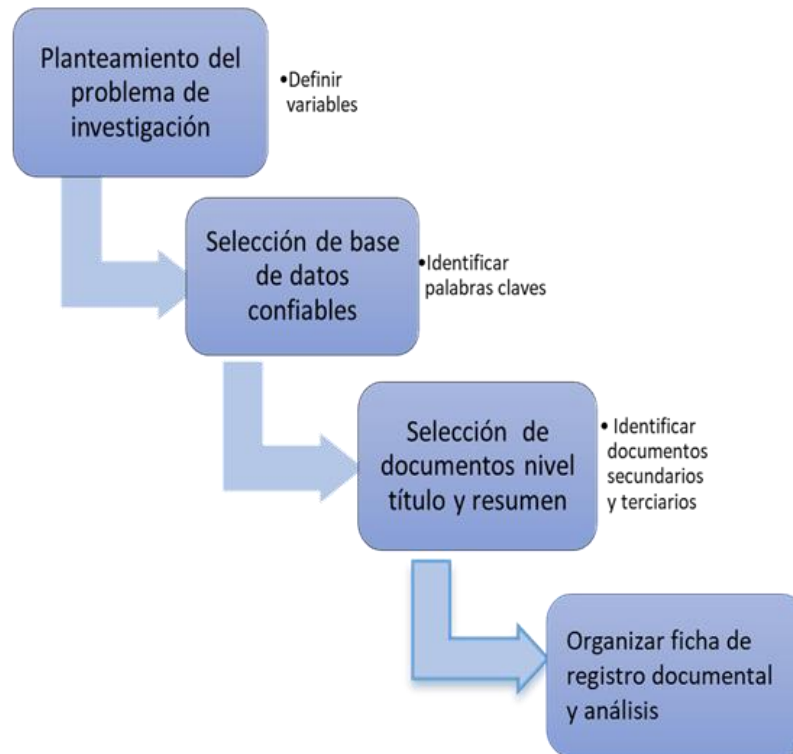 Planteamiento del
problema de
investigación
•Definir
variables
Selección de base
de datos
confiables
•Identificar
palabras claves
Selección de
documentos nivel
título y resumen
• Identificar
documentos
secundarios
y terciarios
Organizar ficha de
registro documental
y análisis